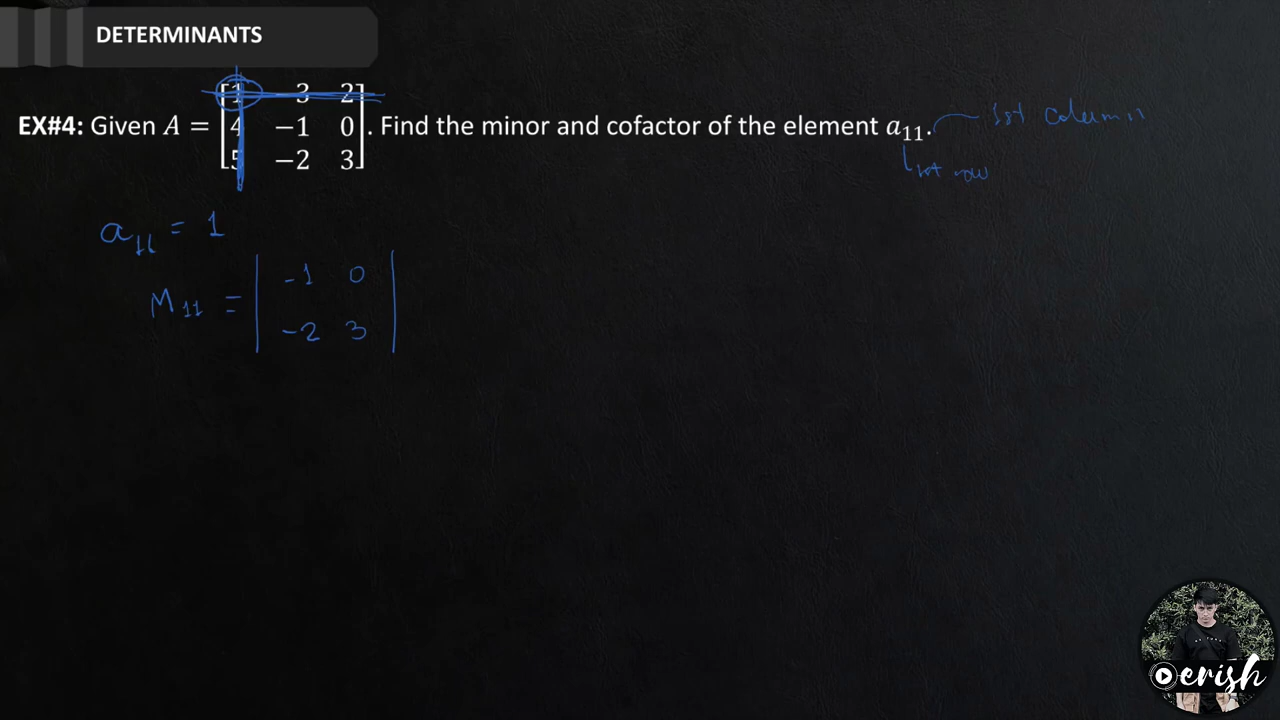 DETERMINANTS
[1 3 2]
EX#4: Given A = [4 −1 0]. Find the minor and cofactor of the element a₁₁. 1st column
[5 −2 3]
1st row
a₁₁ = 1
M₁₁ = | -1 0 |
| -2 3 |
erish